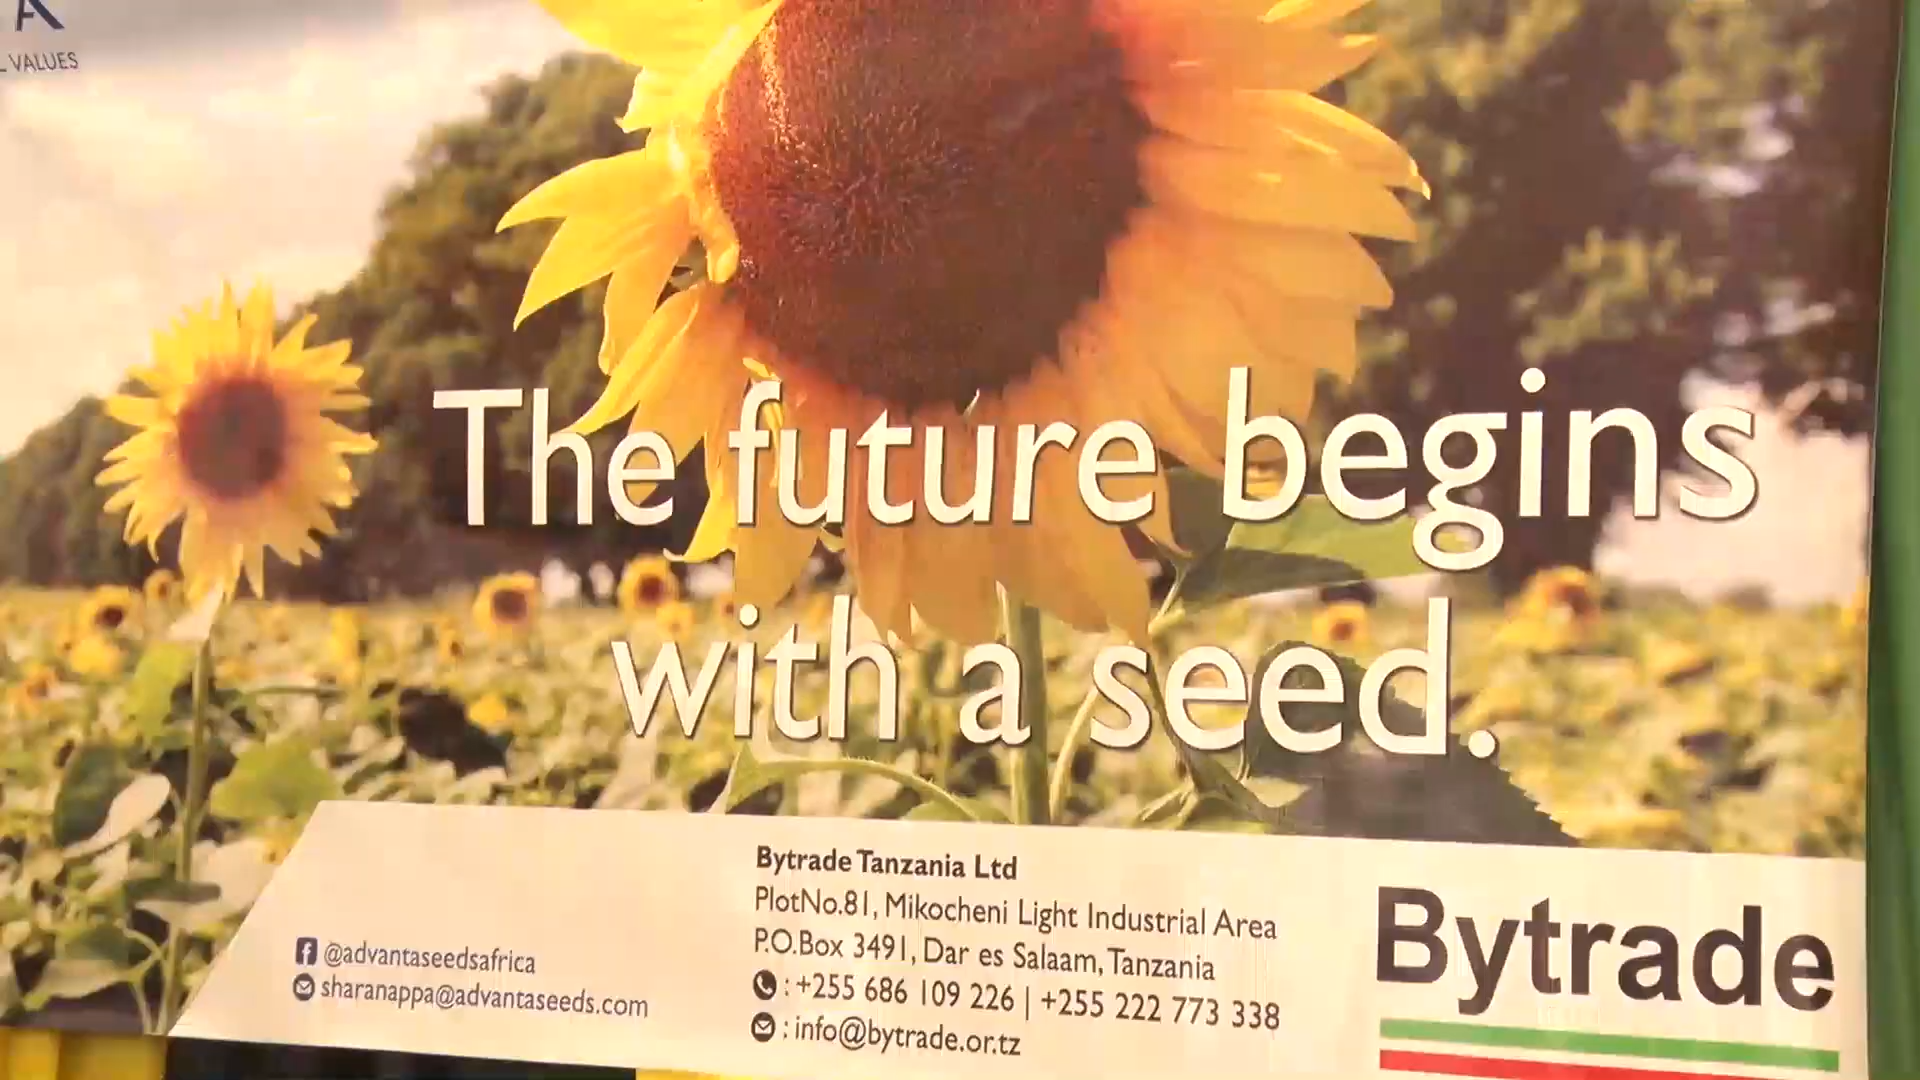 A
L VALUES
The future begins
with a seed.
Bytrade Tanzania Ltd
PlotNo.81, Mikocheni Light Industrial Area
P.O.Box 3491, Dar es Salaam, Tanzania
: +255 686 109 226 | +255 222 773 338
: info@bytrade.or.tz
@advantaseedsafrica
sharanappa@advantaseeds.com
Bytrade